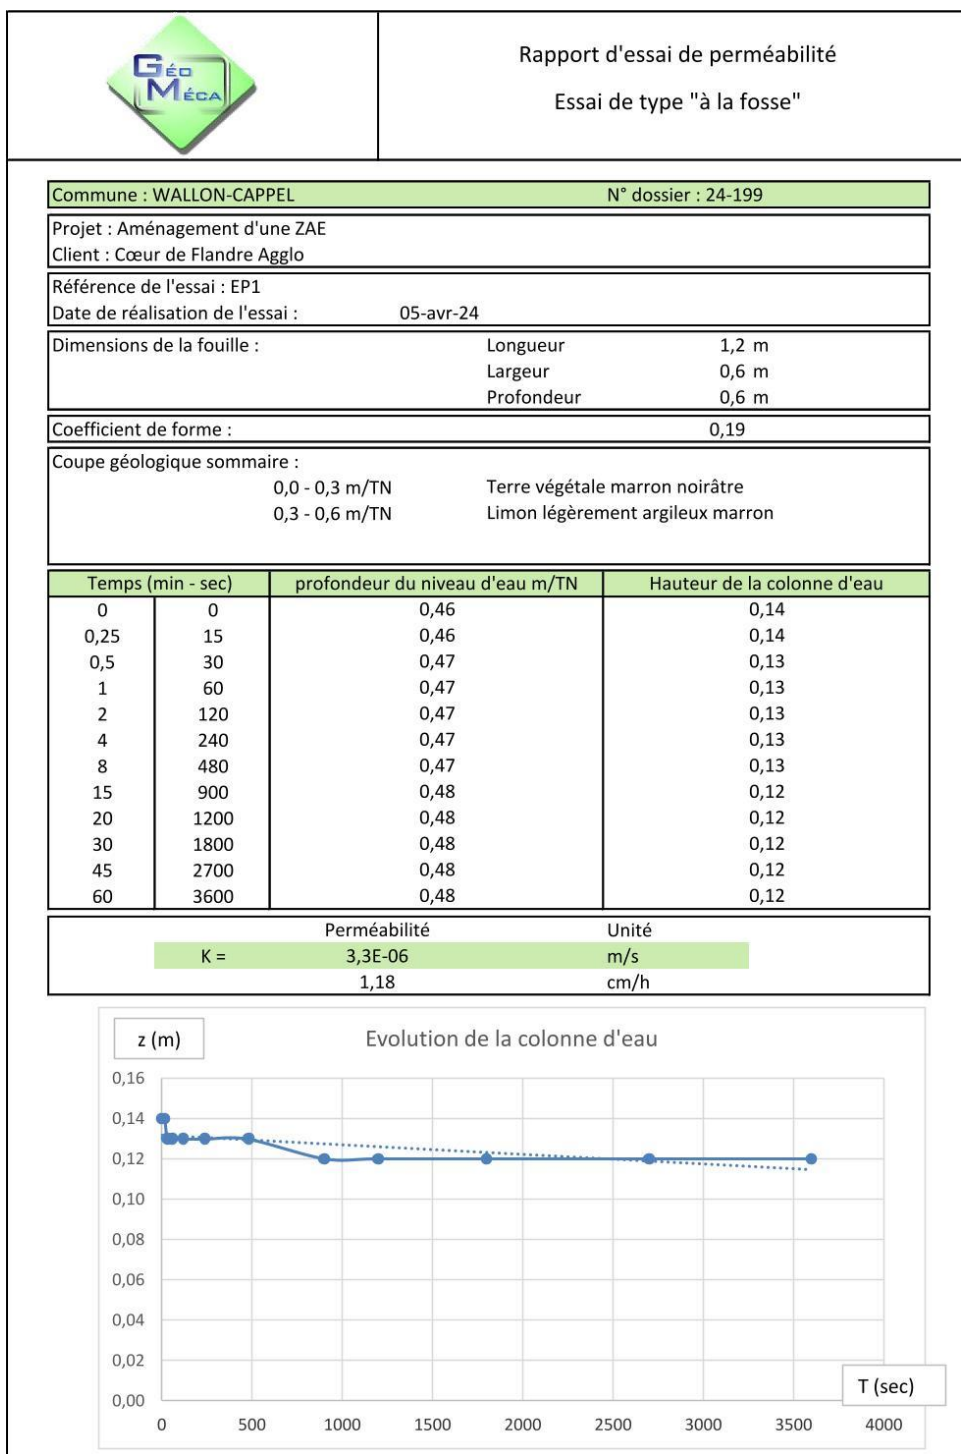 GÉO
MÉCA
Rapport d'essai de perméabilité
Essai de type "à la fosse"
Commune : WALLON-CAPPEL N° dossier : 24-199
Projet : Aménagement d'une ZAE
Client : Cœur de Flandre Agglo
Référence de l'essai : EP1
Date de réalisation de l'essai : 05-avr-24
Dimensions de la fouille : Longueur 1,2 m
Largeur 0,6 m
Profondeur 0,6 m
Coefficient de forme : 0,19
Coupe géologique sommaire :
0,0 - 0,3 m/TN Terre végétale marron noirâtre
0,3 - 0,6 m/TN Limon légèrement argileux marron
Temps (min - sec) profondeur du niveau d'eau m/TN Hauteur de la colonne d'eau
0 0 0,46 0,14
0,25 15 0,46 0,14
0,5 30 0,47 0,13
1 60 0,47 0,13
2 120 0,47 0,13
4 240 0,47 0,13
8 480 0,47 0,13
15 900 0,48 0,12
20 1200 0,48 0,12
30 1800 0,48 0,12
45 2700 0,48 0,12
60 3600 0,48 0,12
Perméabilité Unité
K = 3,3E-06 m/s
1,18 cm/h
z (m) Evolution de la colonne d'eau
0,16
0,14
0,12
0,10
0,08
0,06
0,04
0,02
0,00
T (sec)
0 500 1000 1500 2000 2500 3000 3500 4000